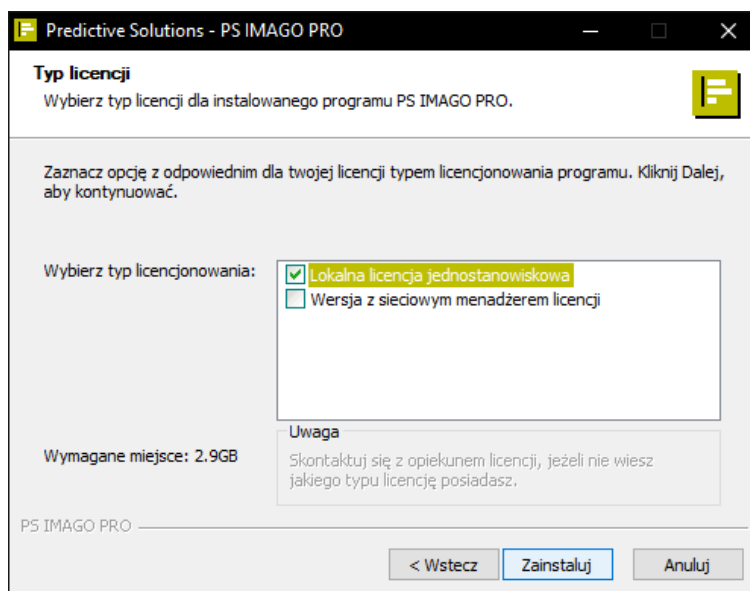 Predictive Solutions - PS IMAGO PRO
Typ licencji
Wybierz typ licencji dla instalowanego programu PS IMAGO PRO.
Zaznacz opcję z odpowiednim dla twojej licencji typem licencjonowania programu. Kliknij Dalej,
aby kontynuować.
Wybierz typ licencjonowania:
Lokalna licencja jednostanowiskowa
Wersja z sieciowym menadżerem licencji
Wymagane miejsce: 2.9GB
Uwaga
Skontaktuj się z opiekunem licencji, jeżeli nie wiesz
jakiego typu licencję posiadasz.
PS IMAGO PRO
< Wstecz
Zainstaluj
Anuluj